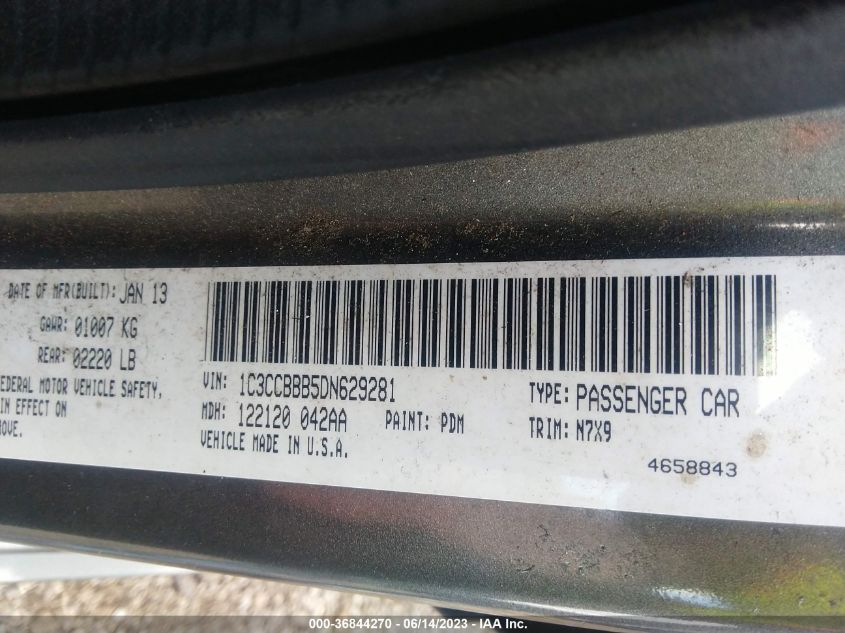 DATE OF MFR(BUILT): JAN 13
GAWR: 01007 KG
REAR: 02220 LB
FEDERAL MOTOR VEHICLE SAFETY,
IN EFFECT ON
OVE.
VIN: 1C3CCBBB5DN629281
TYPE: PASSENGER CAR
MDH: 122120 042AA PAINT: PDM
TRIM: N7X9
VEHICLE MADE IN U.S.A.
4658843
000-36844270 - 06/14/2023 - IAA Inc.